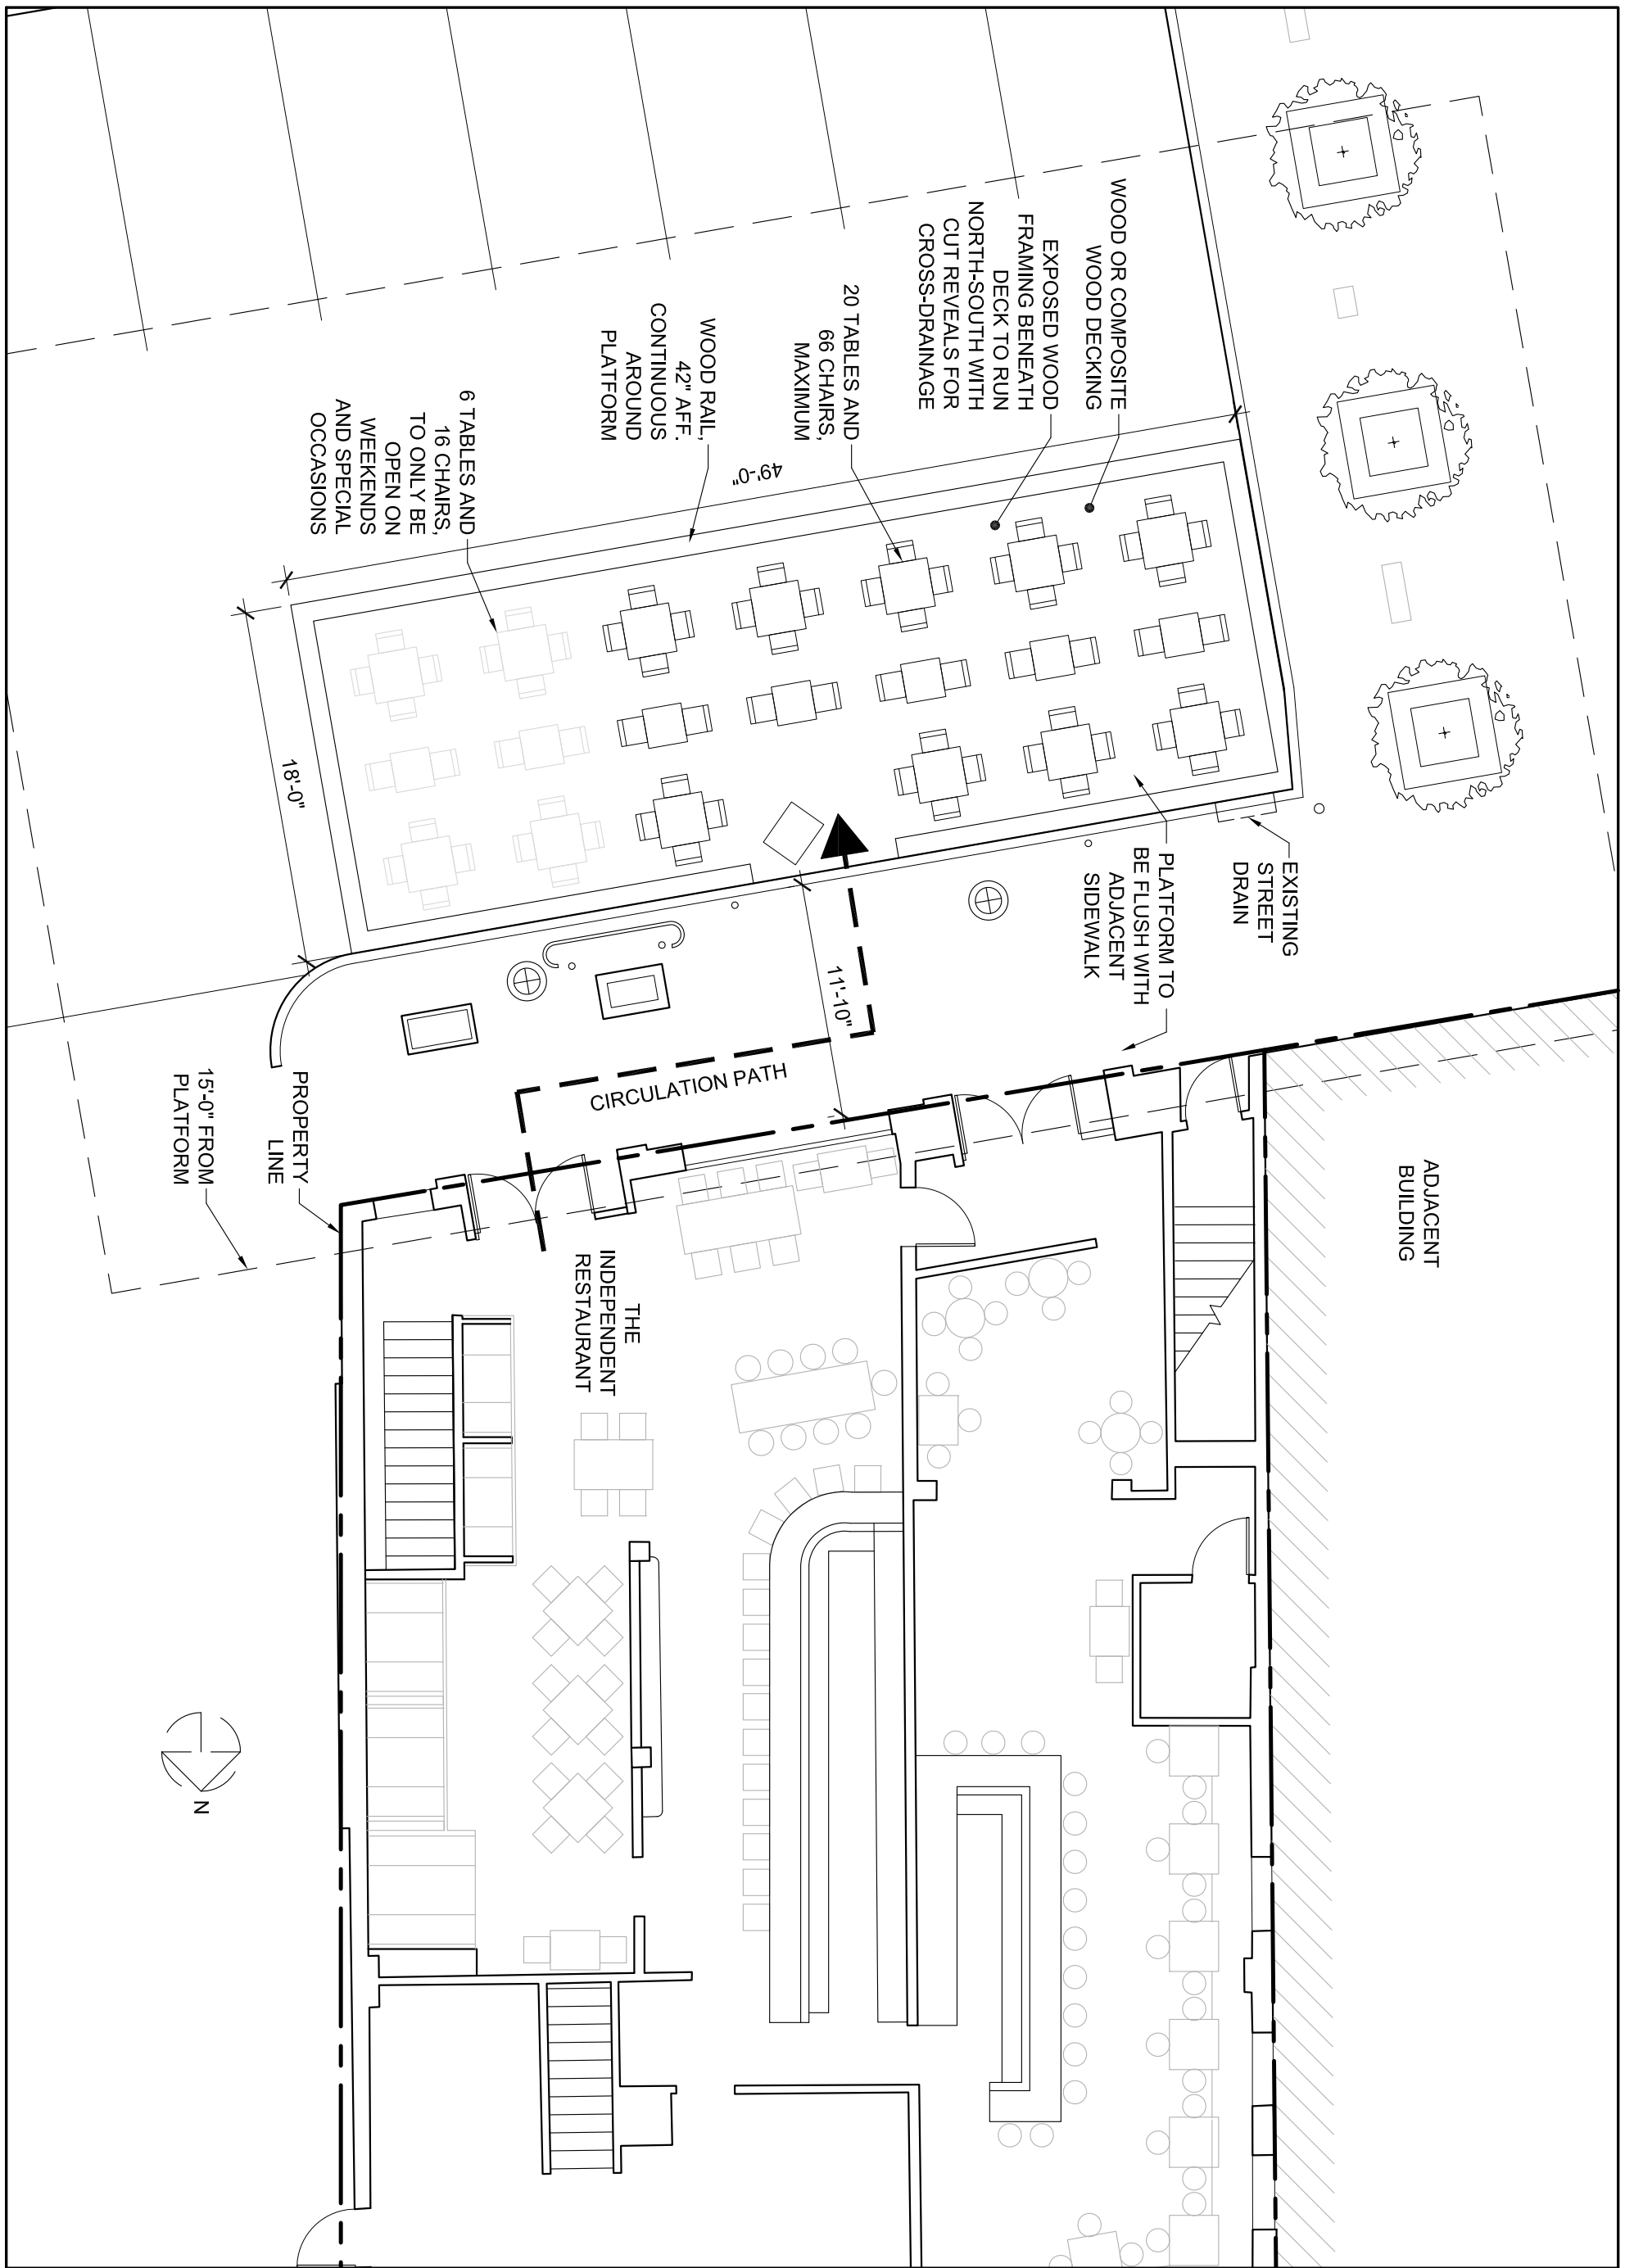 WOOD OR COMPOSITE
WOOD DECKING
EXPOSED WOOD
FRAMING BENEATH
DECK TO RUN
NORTH-SOUTH WITH
CUT REVEALS FOR
CROSS-DRAINAGE
20 TABLES AND
66 CHAIRS,
MAXIMUM
WOOD RAIL,
42" AFF.
CONTINUOUS
AROUND
PLATFORM
6 TABLES AND
16 CHAIRS,
TO ONLY BE
OPEN ON
WEEKENDS
AND SPECIAL
OCCASIONS
49'-0"
18'-0"
EXISTING
STREET
DRAIN
PLATFORM TO
BE FLUSH WITH
ADJACENT
SIDEWALK
11'-10"
CIRCULATION PATH
PROPERTY
LINE
15'-0" FROM
PLATFORM
ADJACENT
BUILDING
THE
INDEPENDENT
RESTAURANT
N